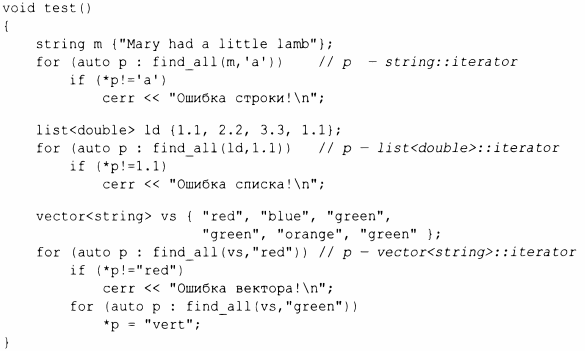 void test()
{
    string m {"Mary had a little lamb"};
    for (auto p : find_all(m,'a'))    // p — string::iterator
        if (*p!='a')
            cerr << "Ошибка строки!\n";
    list<double> ld {1.1, 2.2, 3.3, 1.1};
    for (auto p : find_all(ld,1.1))   // p — list<double>::iterator
        if (*p!=1.1)
            cerr << "Ошибка списка!\n";
    vector<string> vs { "red", "blue", "green",
                        "green", "orange", "green" };
    for (auto p : find_all(vs,"red")) // p — vector<string>::iterator
        if (*p!="red")
            cerr << "Ошибка вектора!\n";
        for (auto p : find_all(vs,"green"))
            *p = "vert";
}